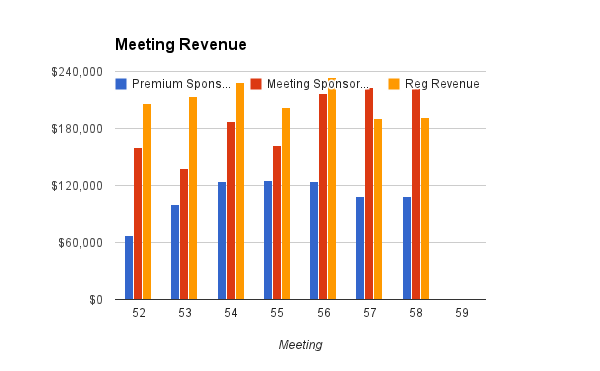 Meeting Revenue
$240,000
Premium Spons... Meeting Sponsor... Reg Revenue
$180,000
$120,000
$60,000
$0
52 53 54 55 56 57 58 59
Meeting